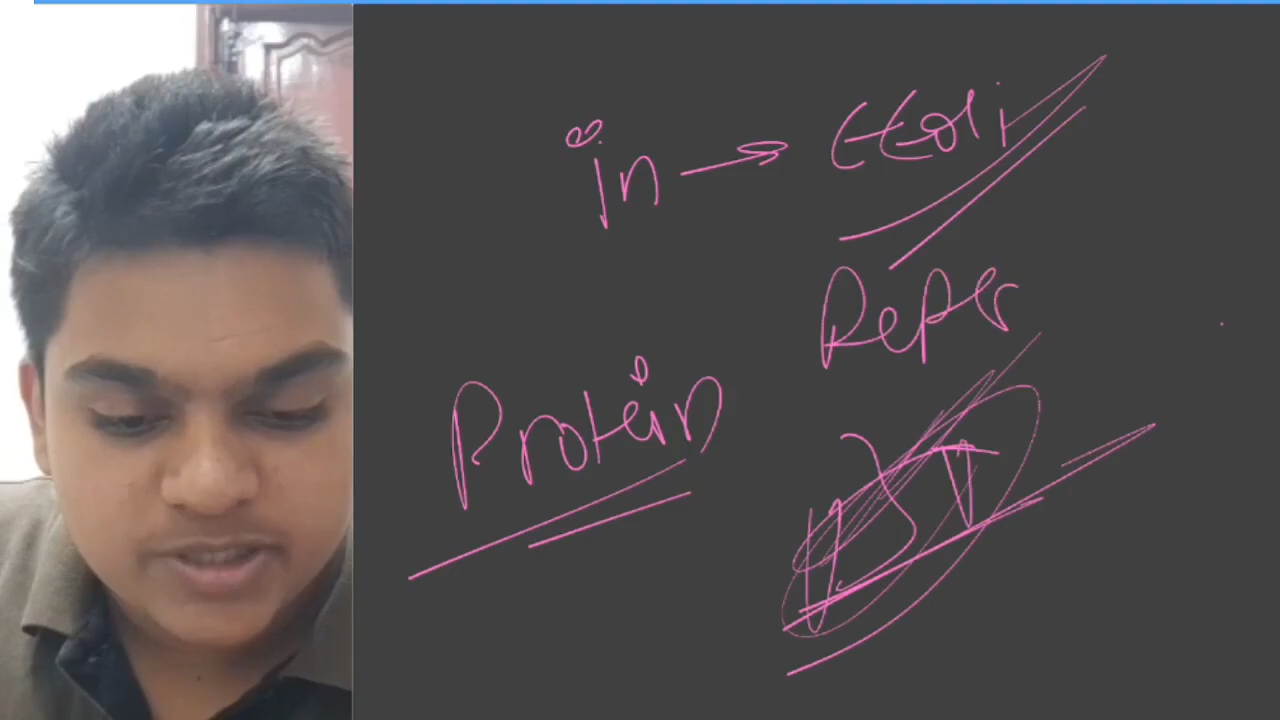 in → E Coli
Reper
Protein